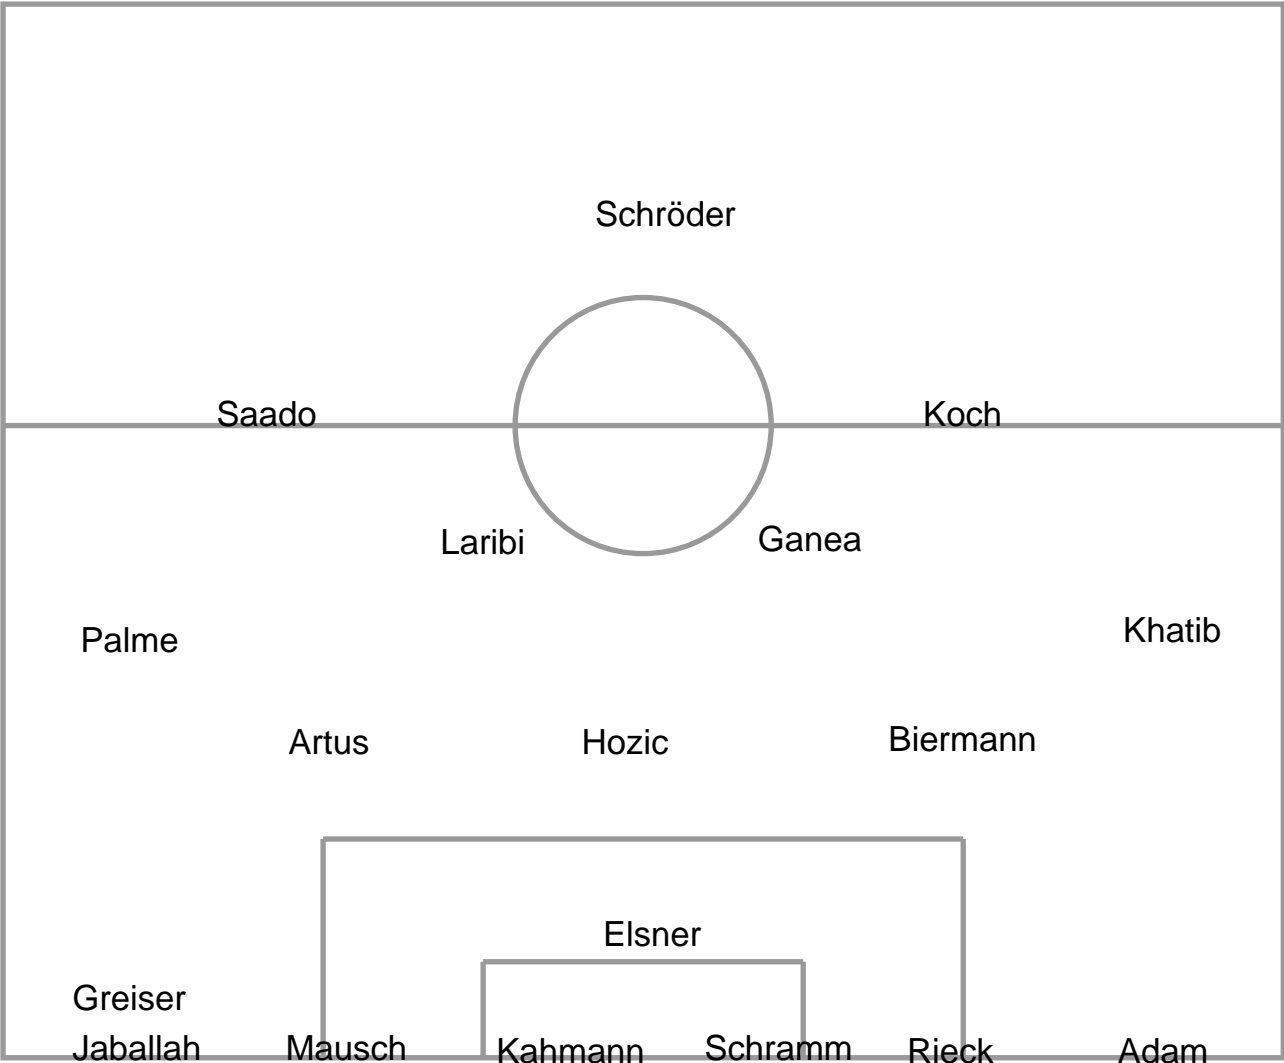 Schröder
Saado Koch
Laribi Ganea
Palme Khatib
Artus Hozic Biermann
Elsner
Greiser
Jaballah Mausch Kahmann Schramm Rieck Adam